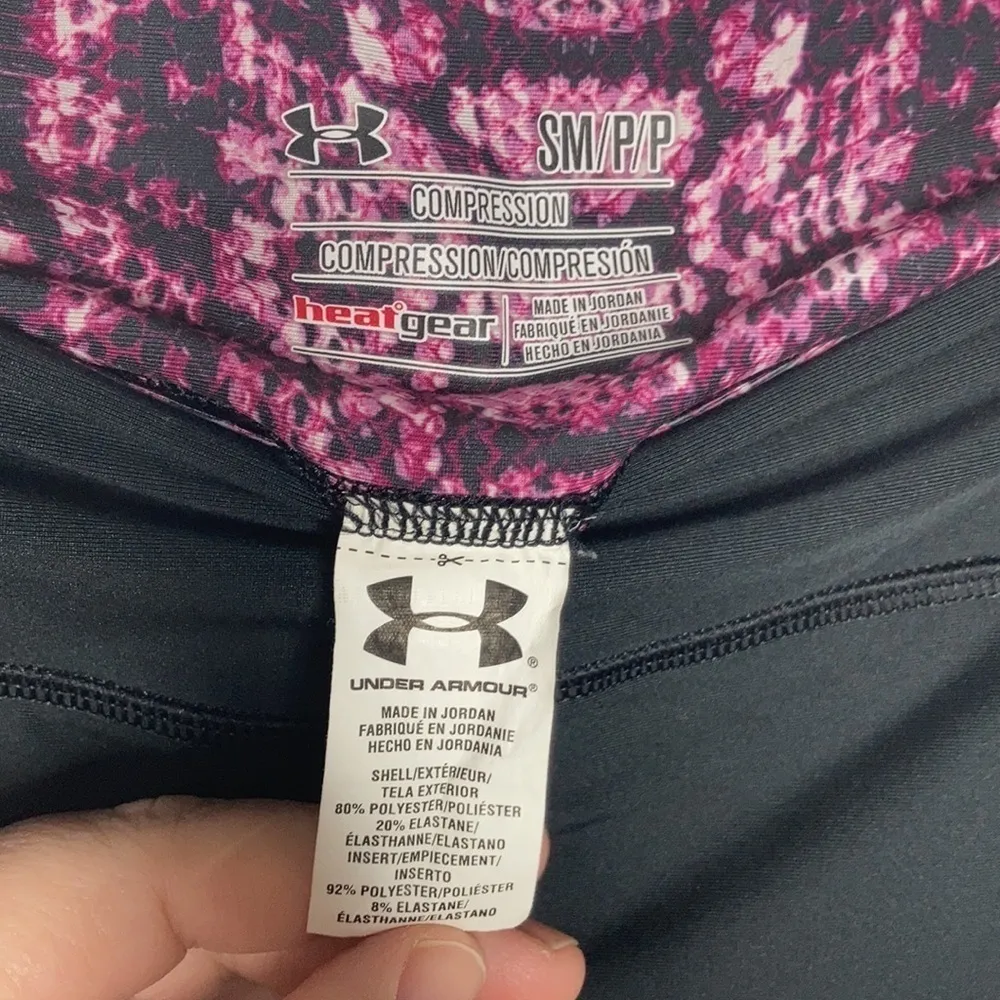 SM/P/P
COMPRESSION
COMPRESSION/COMPRESIÓN
heatgear
MADE IN JORDAN
FABRIQUÉ EN JORDANIE
HECHO EN JORDANIA
UNDER ARMOUR®
MADE IN JORDAN
FABRIQUÉ EN JORDANIE
HECHO EN JORDANIA
SHELL/EXTÉRIEUR/
TELA EXTERIOR
80% POLYESTER/POLIÉSTER
20% ELASTANE/
ÉLASTHANNE/ELASTANO
INSERT/EMPIECEMENT/
INSERTO
92% POLYESTER/POLIÉSTER
8% ELASTANE/
ÉLASTHANNE/ELASTANO